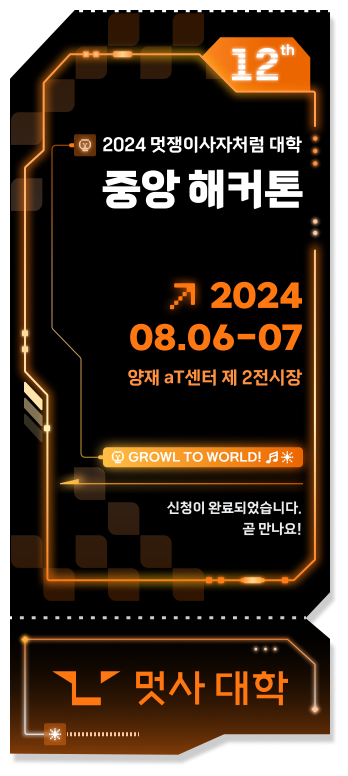 12th
2024 멋쟁이사자처럼 대학
중앙 해커톤
2024
08.06-07
양재 aT센터 제 2전시장
GROWL TO WORLD!
신청이 완료되었습니다.
곧 만나요!
멋사 대학